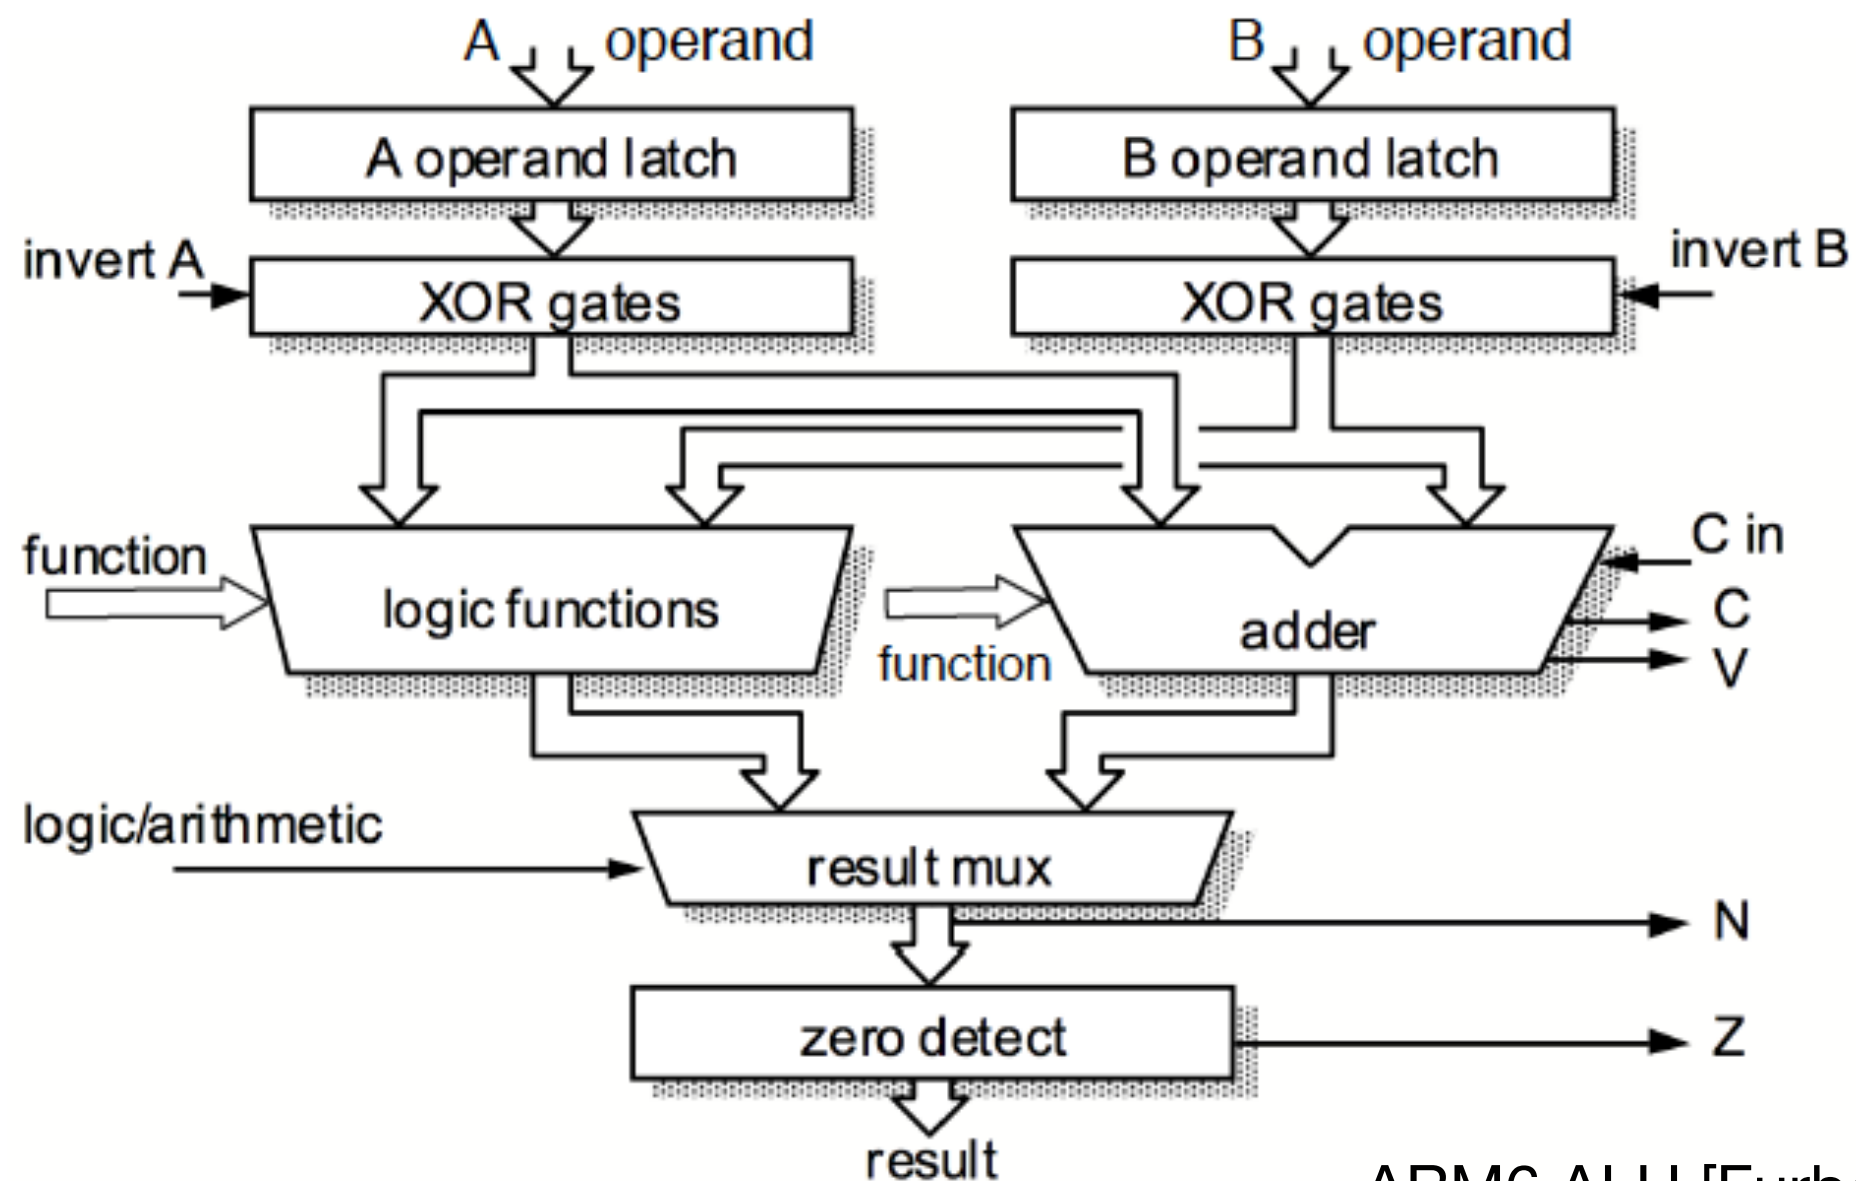 A operand
B operand
A operand latch
B operand latch
invert A
invert B
XOR gates
XOR gates
C in
function
logic functions
C
adder
function
V
logic/arithmetic
result mux
N
zero detect
Z
result